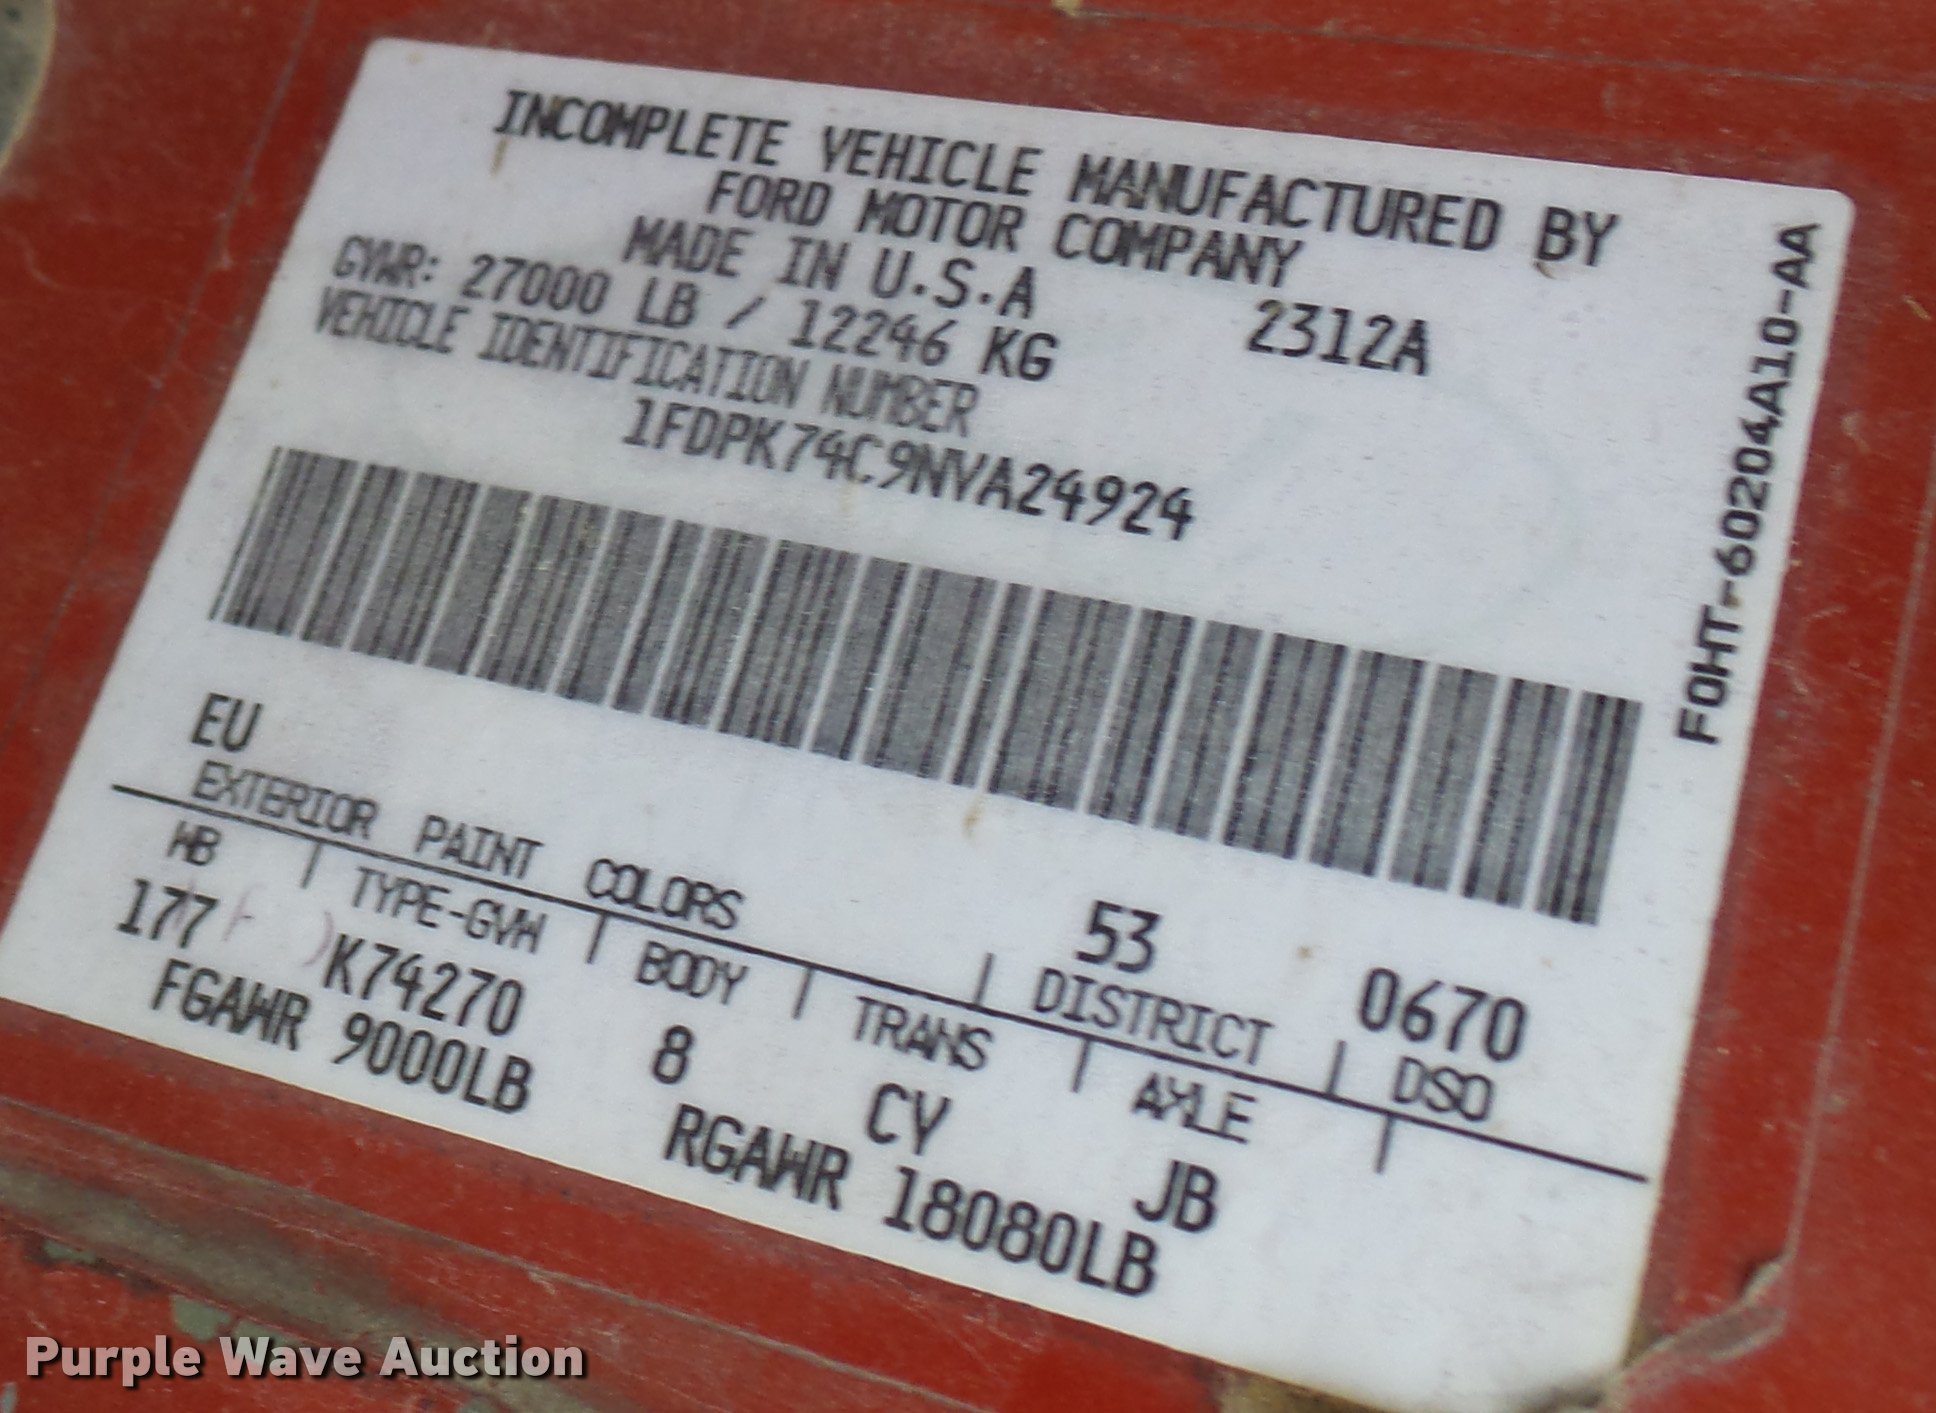 INCOMPLETE VEHICLE MANUFACTURED BY
FORD MOTOR COMPANY
MADE IN U.S.A
GVWR: 27000 LB / 12246 KG 2312A
VEHICLE IDENTIFICATION NUMBER
1FDPK74C9NVA24924
F0HT-60204A10-AA
EU 53 0670
EXTERIOR PAINT COLORS DISTRICT DSO
WB TYPE-GVW BODY TRANS AXLE
177 K74270 8 CY JB
FGAWR 9000LB RGAWR 18080LB
Purple Wave Auction